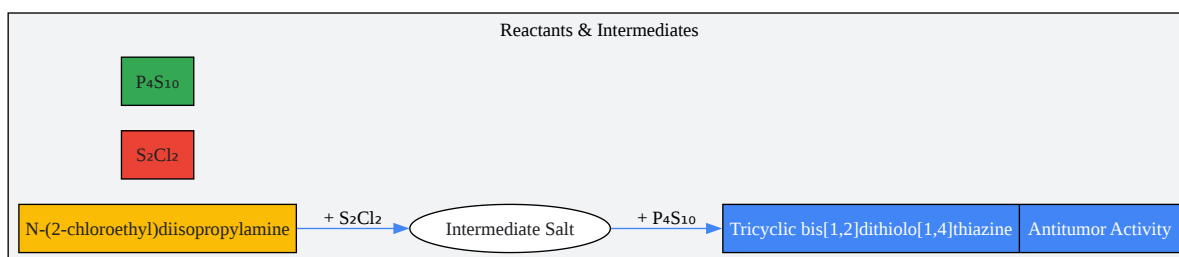 Reactants & Intermediates
P₄S₁₀
S₂Cl₂
N-(2-chloroethyl)diisopropylamine
+ S₂Cl₂
Intermediate Salt
+ P₄S₁₀
Tricyclic bis[1,2]dithiolo[1,4]thiazine
Antitumor Activity